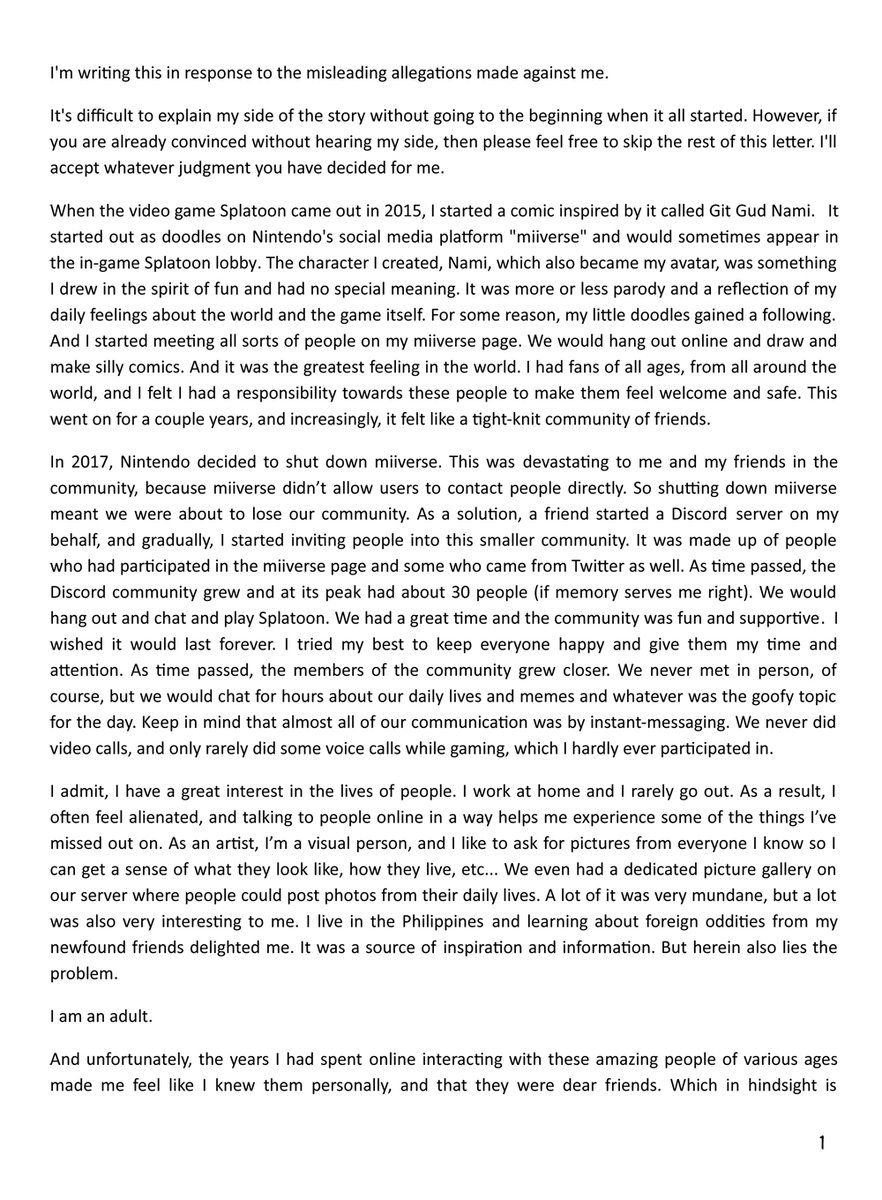 I'm writing this in response to the misleading allegations made against me.
It's difficult to explain my side of the story without going to the beginning when it all started. However, if
you are already convinced without hearing my side, then please feel free to skip the rest of this letter. I'll
accept whatever judgment you have decided for me.
When the video game Splatoon came out in 2015, I started a comic inspired by it called Git Gud Nami.  It
started out as doodles on Nintendo's social media platform "miiverse" and would sometimes appear in
the in-game Splatoon lobby. The character I created, Nami, which also became my avatar, was something
I drew in the spirit of fun and had no special meaning. It was more or less parody and a reflection of my
daily feelings about the world and the game itself. For some reason, my little doodles gained a following.
And I started meeting all sorts of people on my miiverse page. We would hang out online and draw and
make silly comics. And it was the greatest feeling in the world. I had fans of all ages, from all around the
world, and I felt I had a responsibility towards these people to make them feel welcome and safe. This
went on for a couple years, and increasingly, it felt like a tight-knit community of friends.
In 2017, Nintendo decided to shut down miiverse. This was devastating to me and my friends in the
community, because miiverse didn’t allow users to contact people directly. So shutting down miiverse
meant we were about to lose our community. As a solution, a friend started a Discord server on my
behalf, and gradually, I started inviting people into this smaller community. It was made up of people
who had participated in the miiverse page and some who came from Twitter as well. As time passed, the
Discord community grew and at its peak had about 30 people (if memory serves me right). We would
hang out and chat and play Splatoon. We had a great time and the community was fun and supportive. I
wished it would last forever. I tried my best to keep everyone happy and give them my time and
attention. As time passed, the members of the community grew closer. We never met in person, of
course, but we would chat for hours about our daily lives and memes and whatever was the goofy topic
for the day. Keep in mind that almost all of our communication was by instant-messaging. We never did
video calls, and only rarely did some voice calls while gaming, which I hardly ever participated in.
I admit, I have a great interest in the lives of people. I work at home and I rarely go out. As a result, I
often feel alienated, and talking to people online in a way helps me experience some of the things I’ve
missed out on. As an artist, I’m a visual person, and I like to ask for pictures from everyone I know so I
can get a sense of what they look like, how they live, etc... We even had a dedicated picture gallery on
our server where people could post photos from their daily lives. A lot of it was very mundane, but a lot
was also very interesting to me. I live in the Philippines and learning about foreign oddities from my
newfound friends delighted me. It was a source of inspiration and information. But herein also lies the
problem.
I am an adult.
And unfortunately, the years I had spent online interacting with these amazing people of various ages
made me feel like I knew them personally, and that they were dear friends. Which in hindsight is
1